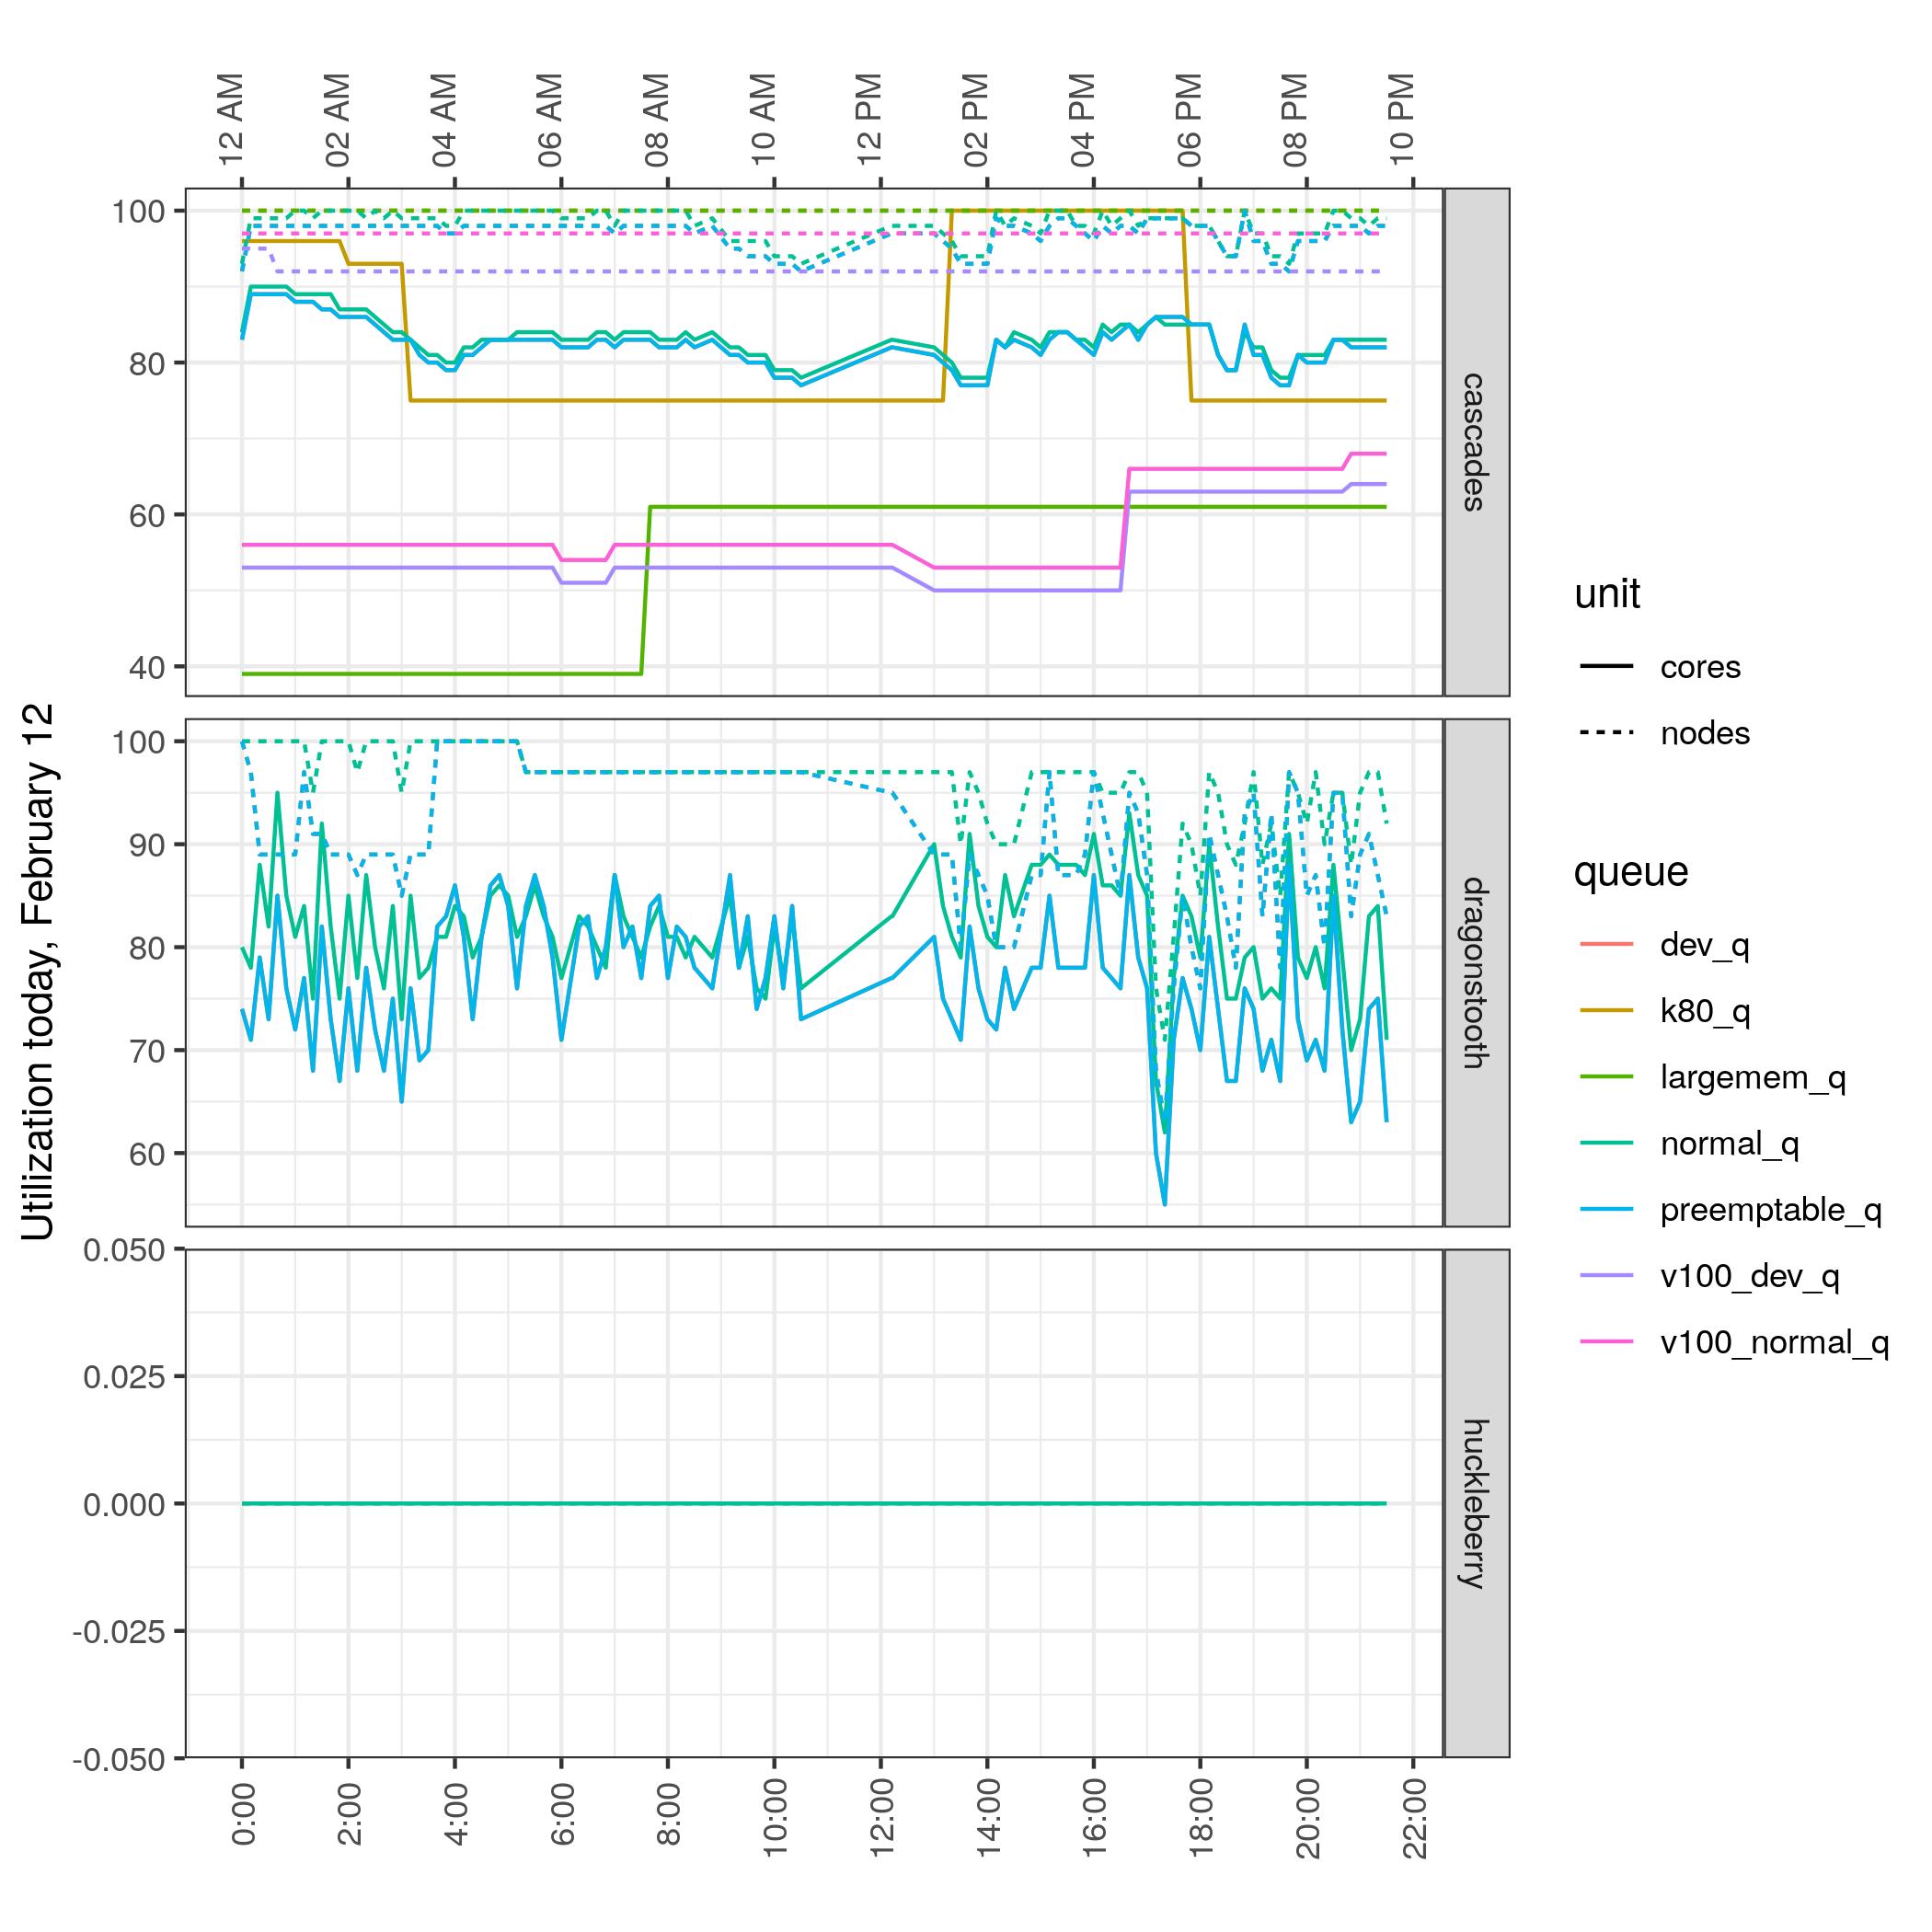 12 AM
02 AM
04 AM
06 AM
08 AM
10 AM
12 PM
02 PM
04 PM
06 PM
08 PM
10 PM
Utilization today, February 12
100
80
60
40
cascades
100
90
80
70
60
dragonstooth
0.050
0.025
0.000
-0.025
-0.050
huckleberry
0:00
2:00
4:00
6:00
8:00
10:00
12:00
14:00
16:00
18:00
20:00
22:00
unit
cores
nodes
queue
dev_q
k80_q
largemem_q
normal_q
preemptable_q
v100_dev_q
v100_normal_q